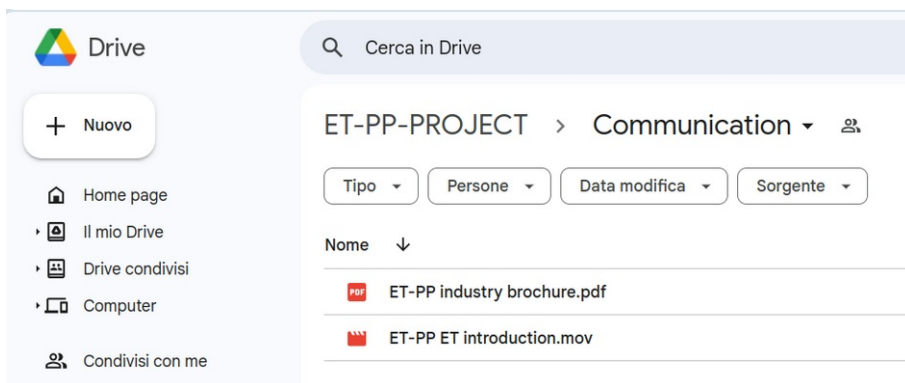 Drive
Cerca in Drive
Nuovo
ET-PP-PROJECT > Communication
Tipo
Persone
Data modifica
Sorgente
Home page
Il mio Drive
Drive condivisi
Computer
Condivisi con me
Nome
PDF
ET-PP industry brochure.pdf
ET-PP ET introduction.mov